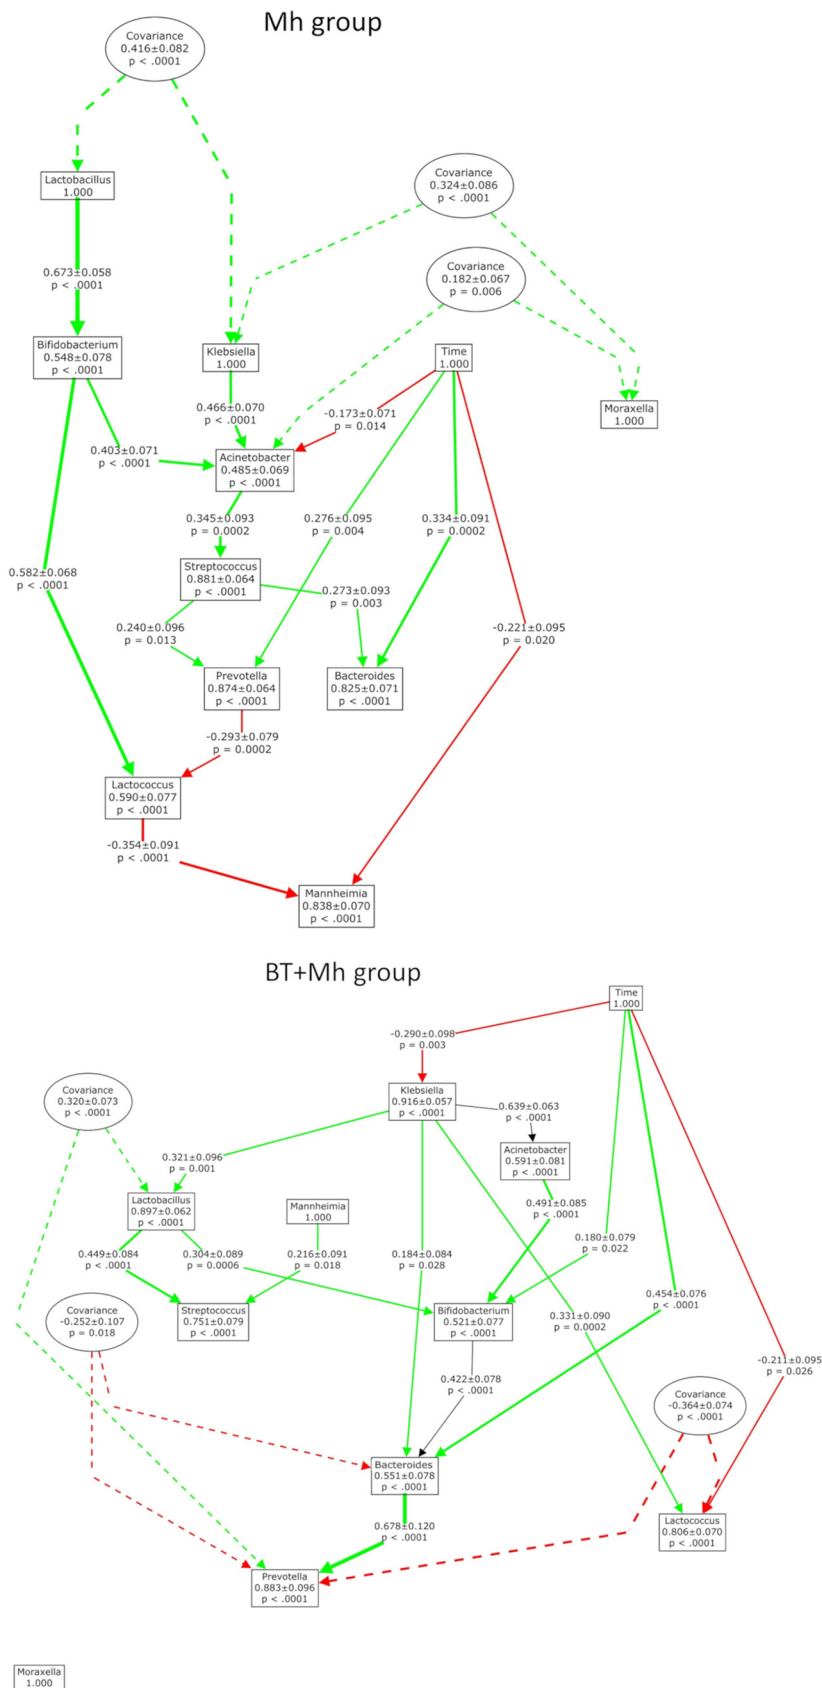 Mh group
Covariance
0.416±0.082
p < .0001
Lactobacillus
1.000
Covariance
0.324±0.086
p < .0001
Covariance
0.182±0.067
p = 0.006
0.673±0.058
p < .0001
Bifidobacterium
0.548±0.078
p < .0001
Klebsiella
1.000
Time
1.000
Moraxella
1.000
0.466±0.070
p < .0001
-0.173±0.071
p = 0.014
0.403±0.071
p < .0001
Acinetobacter
0.485±0.069
p < .0001
0.345±0.093
p = 0.0002
0.276±0.095
p = 0.004
0.334±0.091
p = 0.0002
0.582±0.068
p < .0001
Streptococcus
0.881±0.064
p < .0001
0.273±0.093
p = 0.003
0.240±0.096
p = 0.013
-0.221±0.095
p = 0.020
Prevotella
0.874±0.064
p < .0001
Bacteroides
0.825±0.071
p < .0001
-0.293±0.079
p = 0.0002
Lactococcus
0.590±0.077
p < .0001
-0.354±0.091
p < .0001
Mannheimia
0.838±0.070
p < .0001
BT+Mh group
Time
1.000
-0.290±0.098
p = 0.003
Covariance
0.320±0.073
p < .0001
Klebsiella
0.916±0.057
p < .0001
0.639±0.063
p < .0001
Acinetobacter
0.591±0.081
p < .0001
0.321±0.096
p = 0.001
Lactobacillus
0.897±0.062
p < .0001
Mannheimia
1.000
0.491±0.085
p < .0001
0.449±0.084
p < .0001
0.304±0.089
p = 0.0006
0.216±0.091
p = 0.018
0.184±0.084
p = 0.028
0.180±0.079
p = 0.022
0.454±0.076
p < .0001
Covariance
-0.252±0.107
p = 0.018
Streptococcus
0.751±0.079
p < .0001
Bifidobacterium
0.521±0.077
p < .0001
0.331±0.090
p = 0.0002
0.422±0.078
p < .0001
-0.211±0.095
p = 0.026
Covariance
-0.364±0.074
p < .0001
Bacteroides
0.551±0.078
p < .0001
Lactococcus
0.806±0.070
p < .0001
0.678±0.120
p < .0001
Prevotella
0.883±0.096
p < .0001
Moraxella
1.000